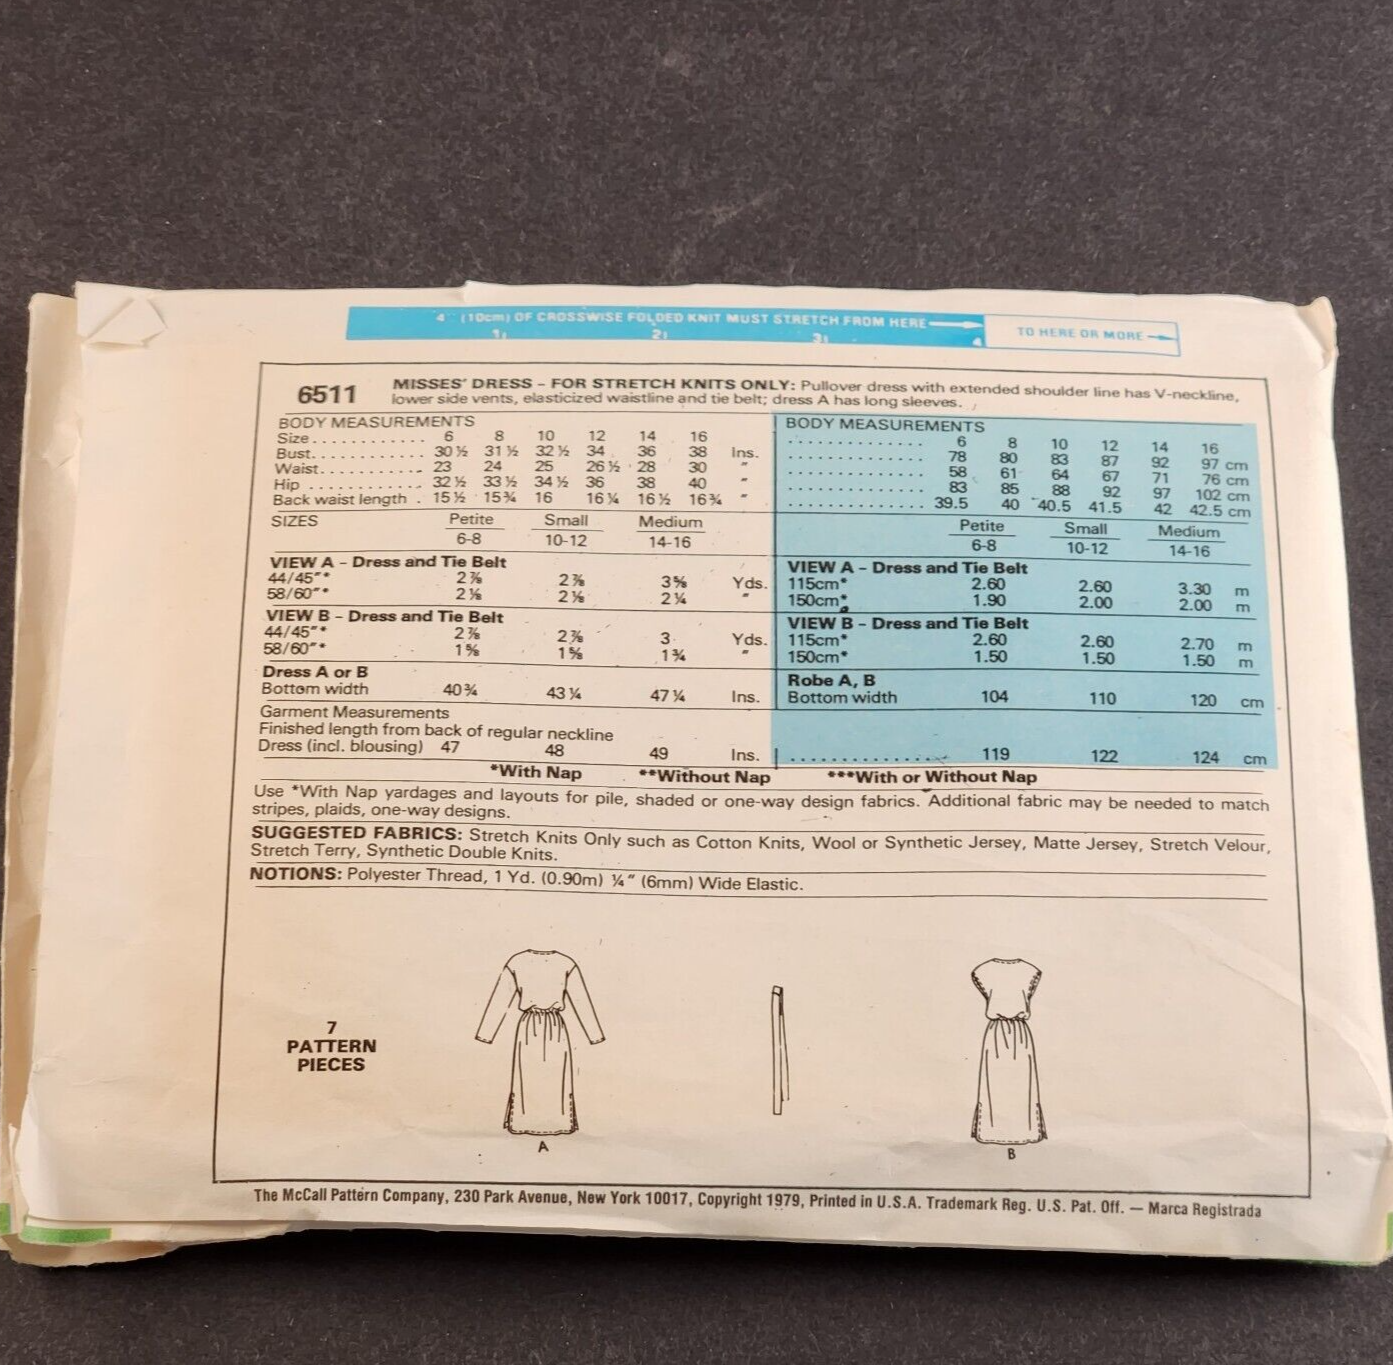 4" (10cm) OF CROSSWISE FOLDED KNIT MUST STRETCH FROM HERE
1 2 3 4
TO HERE OR MORE
6511
MISSES' DRESS – FOR STRETCH KNITS ONLY: Pullover dress with extended shoulder line has V-neckline,
lower side vents, elasticized waistline and tie belt; dress A has long sleeves.
BODY MEASUREMENTS
Size............ 6 8 10 12 14 16
Bust............ 30½ 31½ 32½ 34 36 38 Ins.
Waist............ 23 24 25 26½ 28 30 "
Hip ............ 32½ 33½ 34½ 36 38 40 "
Back waist length . 15½ 15¾ 16 16¼ 16½ 16¾ "
SIZES Petite Small Medium
6-8 10-12 14-16
VIEW A – Dress and Tie Belt
44/45"* 2⅞ 2⅞ 3⅝ Yds.
58/60"* 2⅛ 2⅛ 2¼ "
VIEW B – Dress and Tie Belt
44/45"* 2⅞ 2⅞ 3 Yds.
58/60"* 1⅝ 1⅝ 1¾ "
Dress A or B
Bottom width 40¾ 43¼ 47¼ Ins.
Garment Measurements
Finished length from back of regular neckline
Dress (incl. blousing) 47 48 49 Ins.
BODY MEASUREMENTS
.............. 6 8 10 12 14 16
.............. 78 80 83 87 92 97 cm
.............. 58 61 64 67 71 76 cm
.............. 83 85 88 92 97 102 cm
.............. 39.5 40 40.5 41.5 42 42.5 cm
Petite Small Medium
6-8 10-12 14-16
VIEW A – Dress and Tie Belt
115cm* 2.60 2.60 3.30 m
150cm* 1.90 2.00 2.00 m
VIEW B – Dress and Tie Belt
115cm* 2.60 2.60 2.70 m
150cm* 1.50 1.50 1.50 m
Robe A, B
Bottom width 104 110 120 cm
................ 119 122 124 cm
*With Nap **Without Nap ***With or Without Nap
Use *With Nap yardages and layouts for pile, shaded or one-way design fabrics. Additional fabric may be needed to match
stripes, plaids, one-way designs.
SUGGESTED FABRICS: Stretch Knits Only such as Cotton Knits, Wool or Synthetic Jersey, Matte Jersey, Stretch Velour,
Stretch Terry, Synthetic Double Knits.
NOTIONS: Polyester Thread, 1 Yd. (0.90m) ¼" (6mm) Wide Elastic.
7
PATTERN
PIECES
A
B
The McCall Pattern Company, 230 Park Avenue, New York 10017, Copyright 1979, Printed in U.S.A. Trademark Reg. U.S. Pat. Off. — Marca Registrada